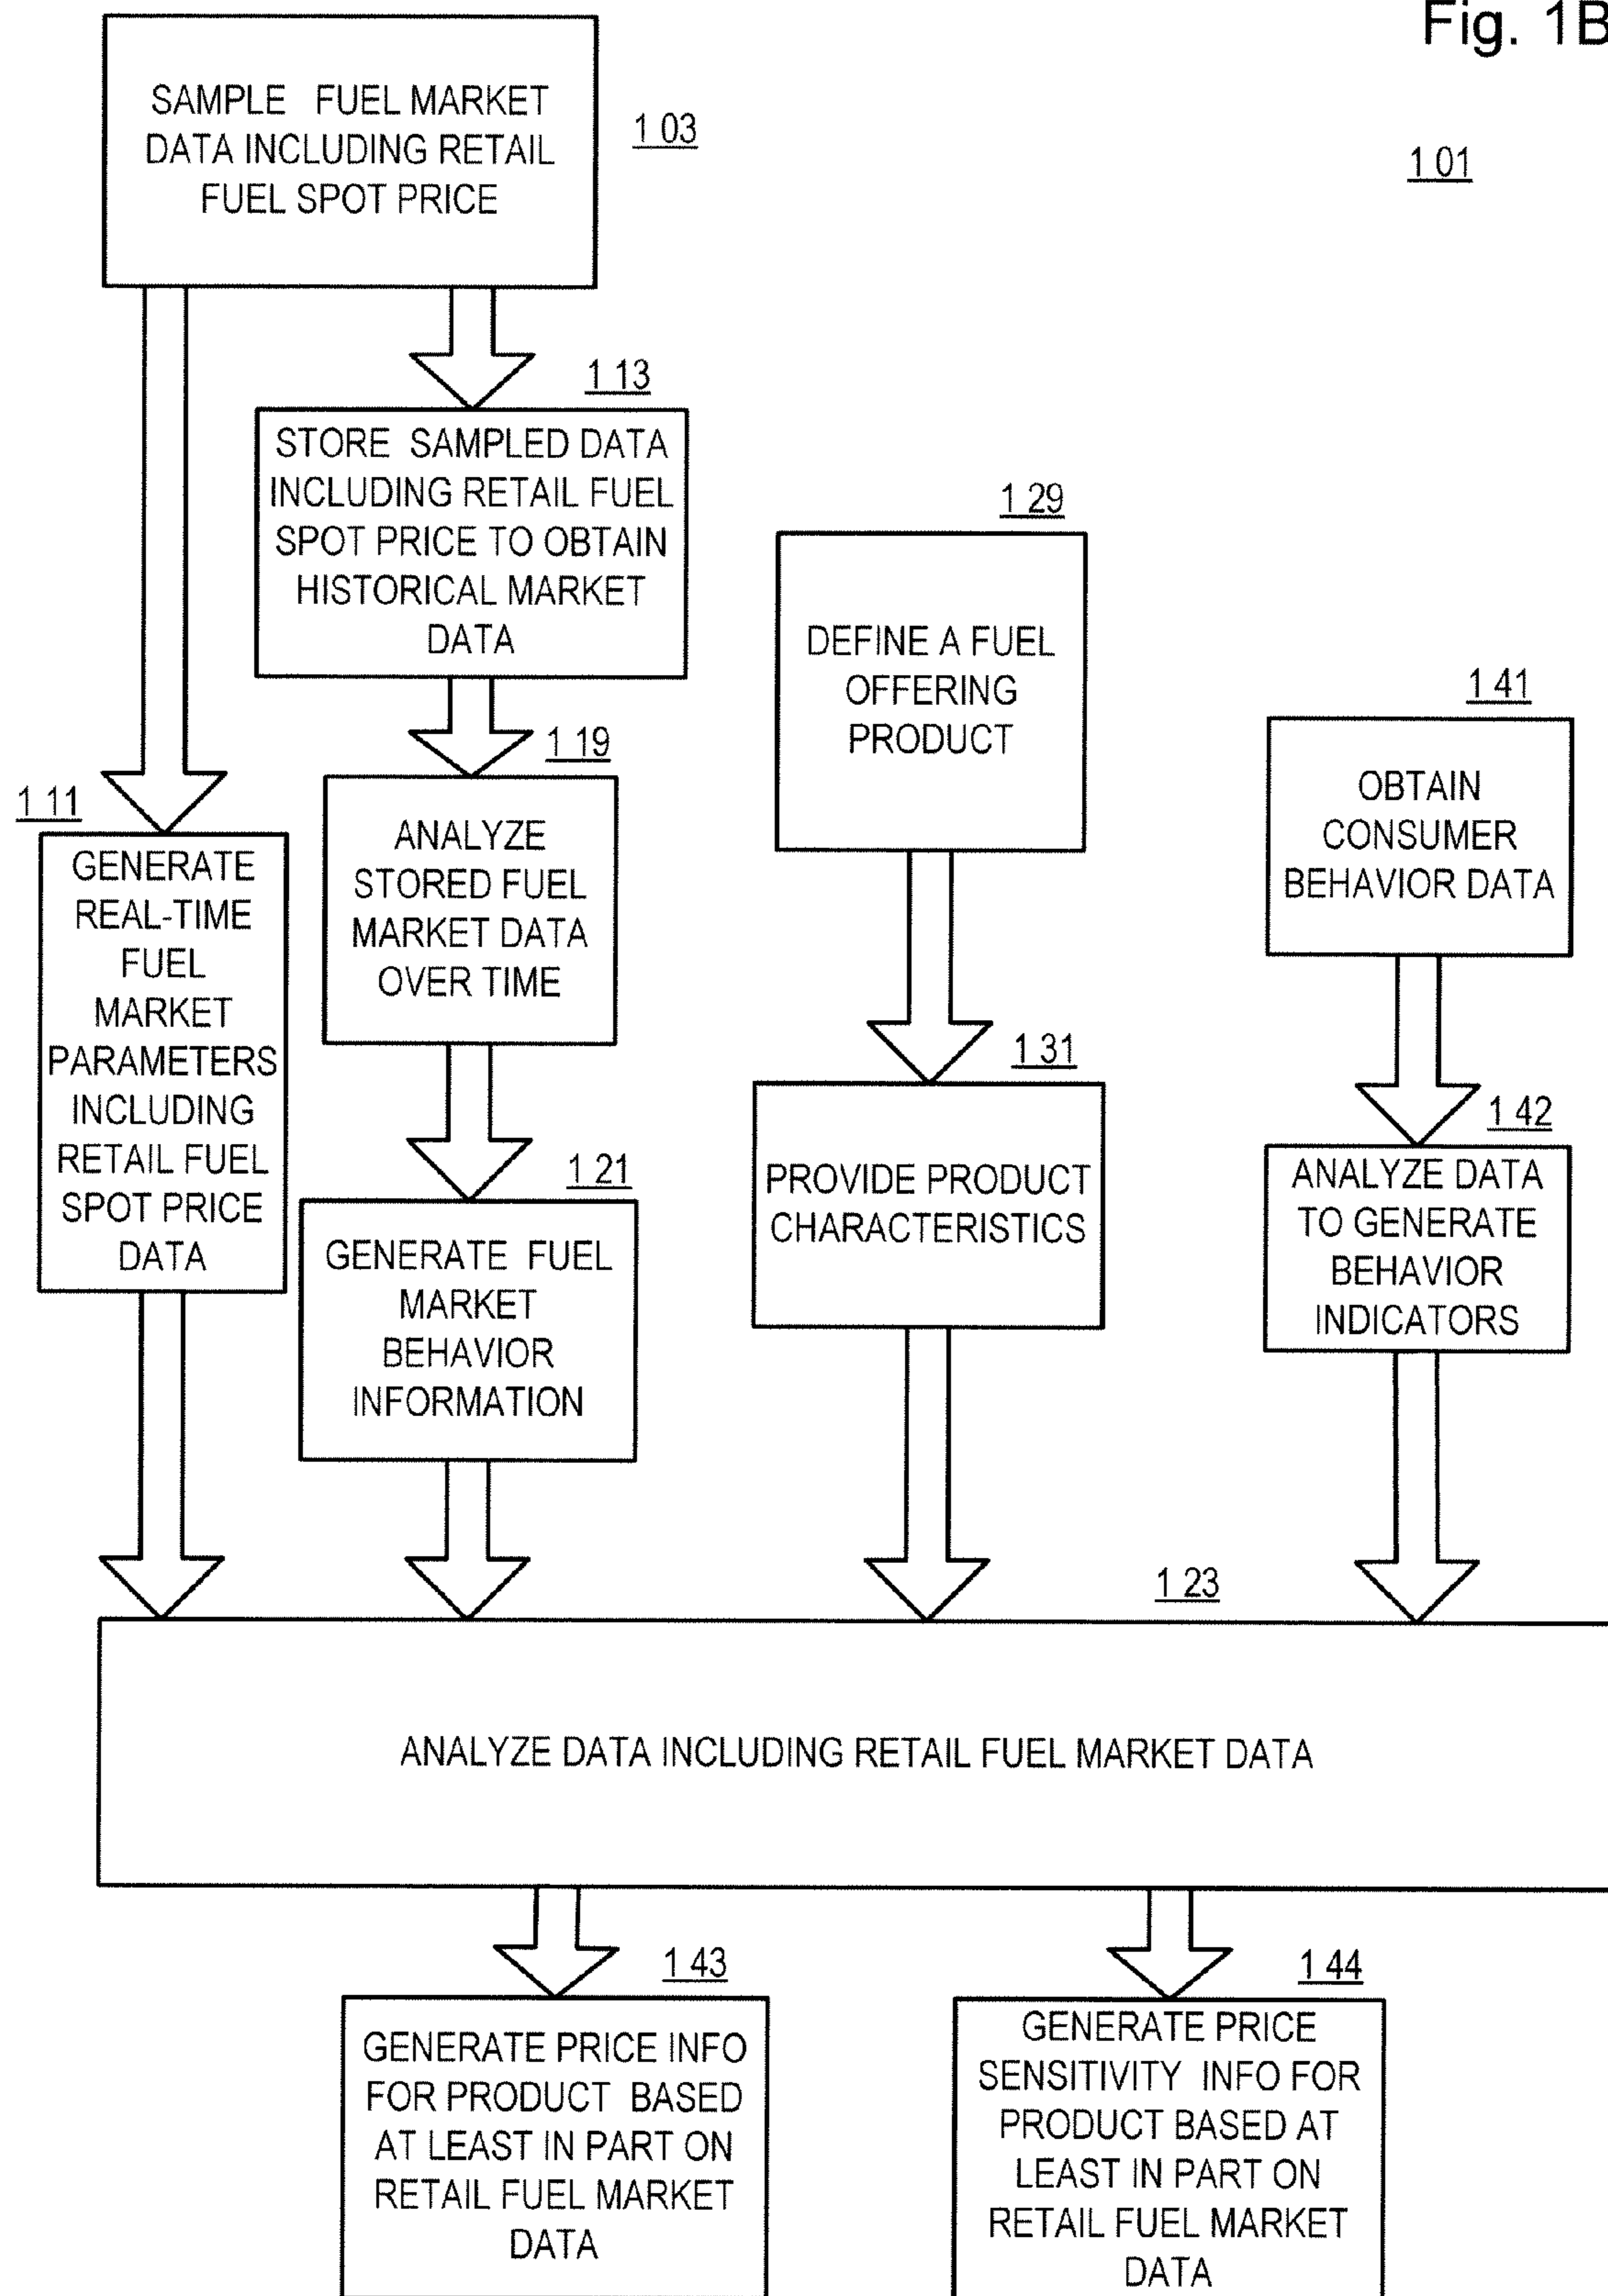 Fig. 1B
SAMPLE FUEL MARKET
DATA INCLUDING RETAIL
FUEL SPOT PRICE
1 03
1 01
1 13
STORE SAMPLED DATA
INCLUDING RETAIL FUEL
SPOT PRICE TO OBTAIN
HISTORICAL MARKET
DATA
1 29
DEFINE A FUEL
OFFERING
PRODUCT
1 41
OBTAIN
CONSUMER
BEHAVIOR DATA
1 19
ANALYZE
STORED FUEL
MARKET DATA
OVER TIME
1 11
GENERATE
REAL-TIME
FUEL
MARKET
PARAMETERS
INCLUDING
RETAIL FUEL
SPOT PRICE
DATA
1 31
PROVIDE PRODUCT
CHARACTERISTICS
1 42
ANALYZE DATA
TO GENERATE
BEHAVIOR
INDICATORS
1 21
GENERATE FUEL
MARKET
BEHAVIOR
INFORMATION
1 23
ANALYZE DATA INCLUDING RETAIL FUEL MARKET DATA
1 43
GENERATE PRICE INFO
FOR PRODUCT BASED
AT LEAST IN PART ON
RETAIL FUEL MARKET
DATA
1 44
GENERATE PRICE
SENSITIVITY INFO FOR
PRODUCT BASED AT
LEAST IN PART ON
RETAIL FUEL MARKET
DATA